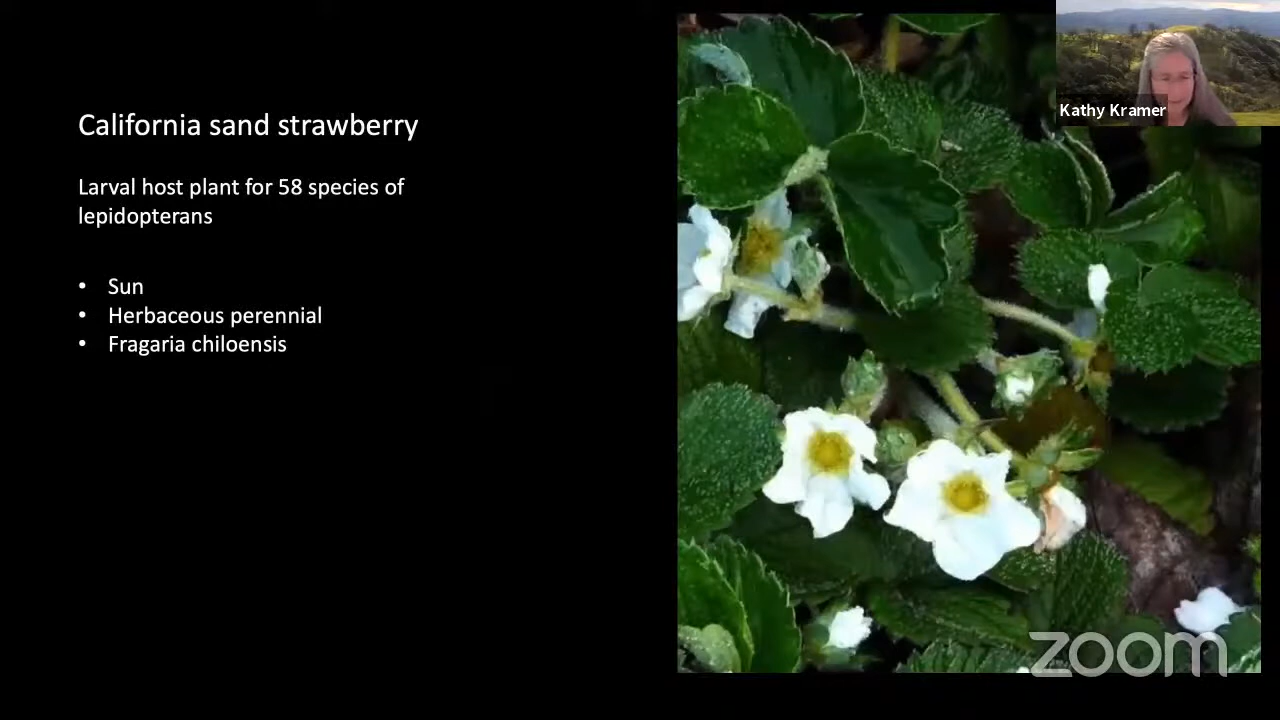 California sand strawberry
Larval host plant for 58 species of
lepidopterans
• Sun
• Herbaceous perennial
• Fragaria chiloensis
Kathy Kramer
zoom